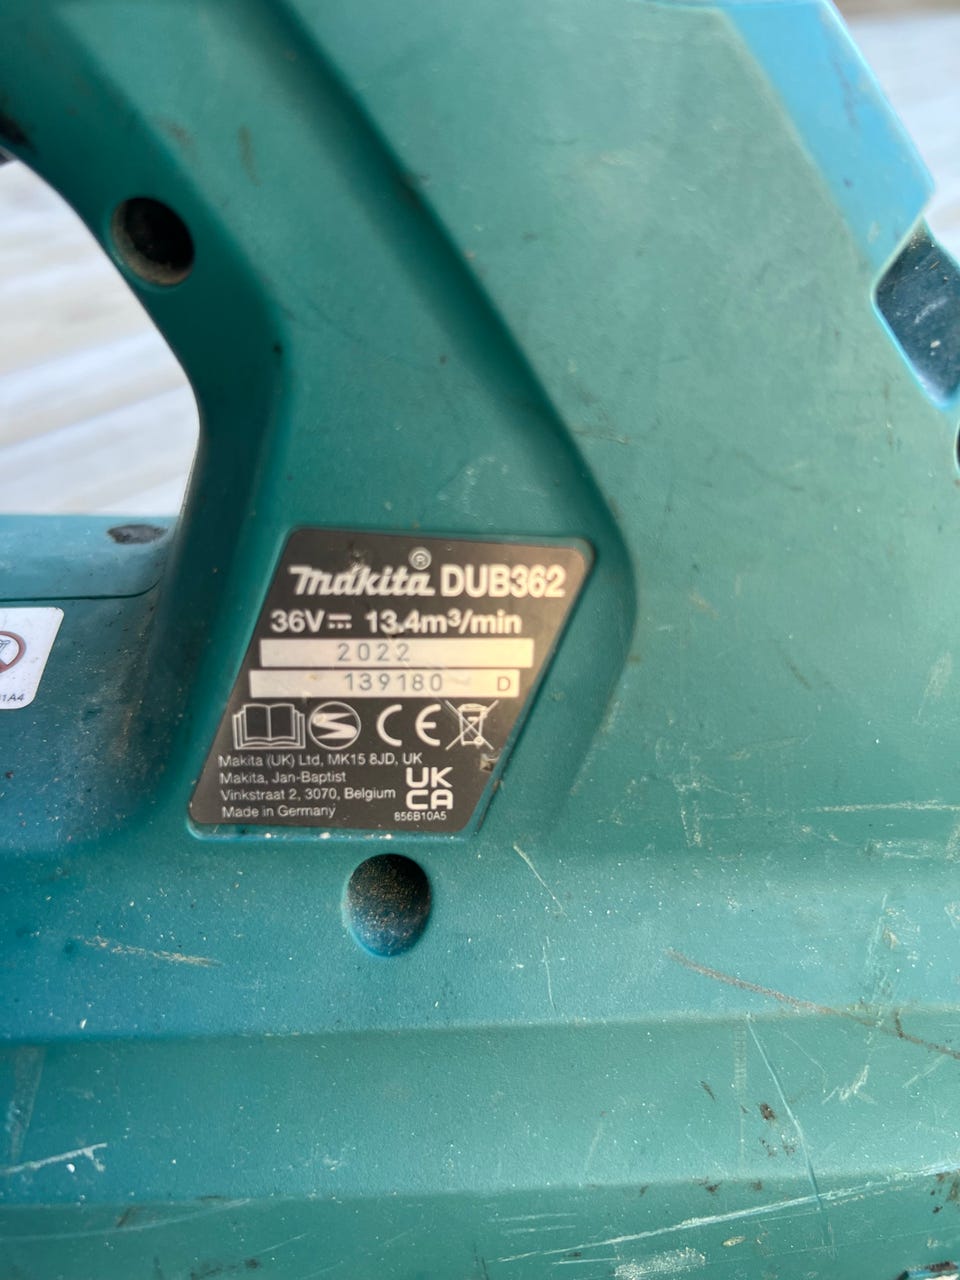 makita® DUB362
36V⎓ 13.4m³/min
2022
139180 D
CE
Makita (UK) Ltd, MK15 8JD, UK
Makita, Jan-Baptist
Vinkstraat 2, 3070, Belgium
Made in Germany
UK
CA
856B10A5